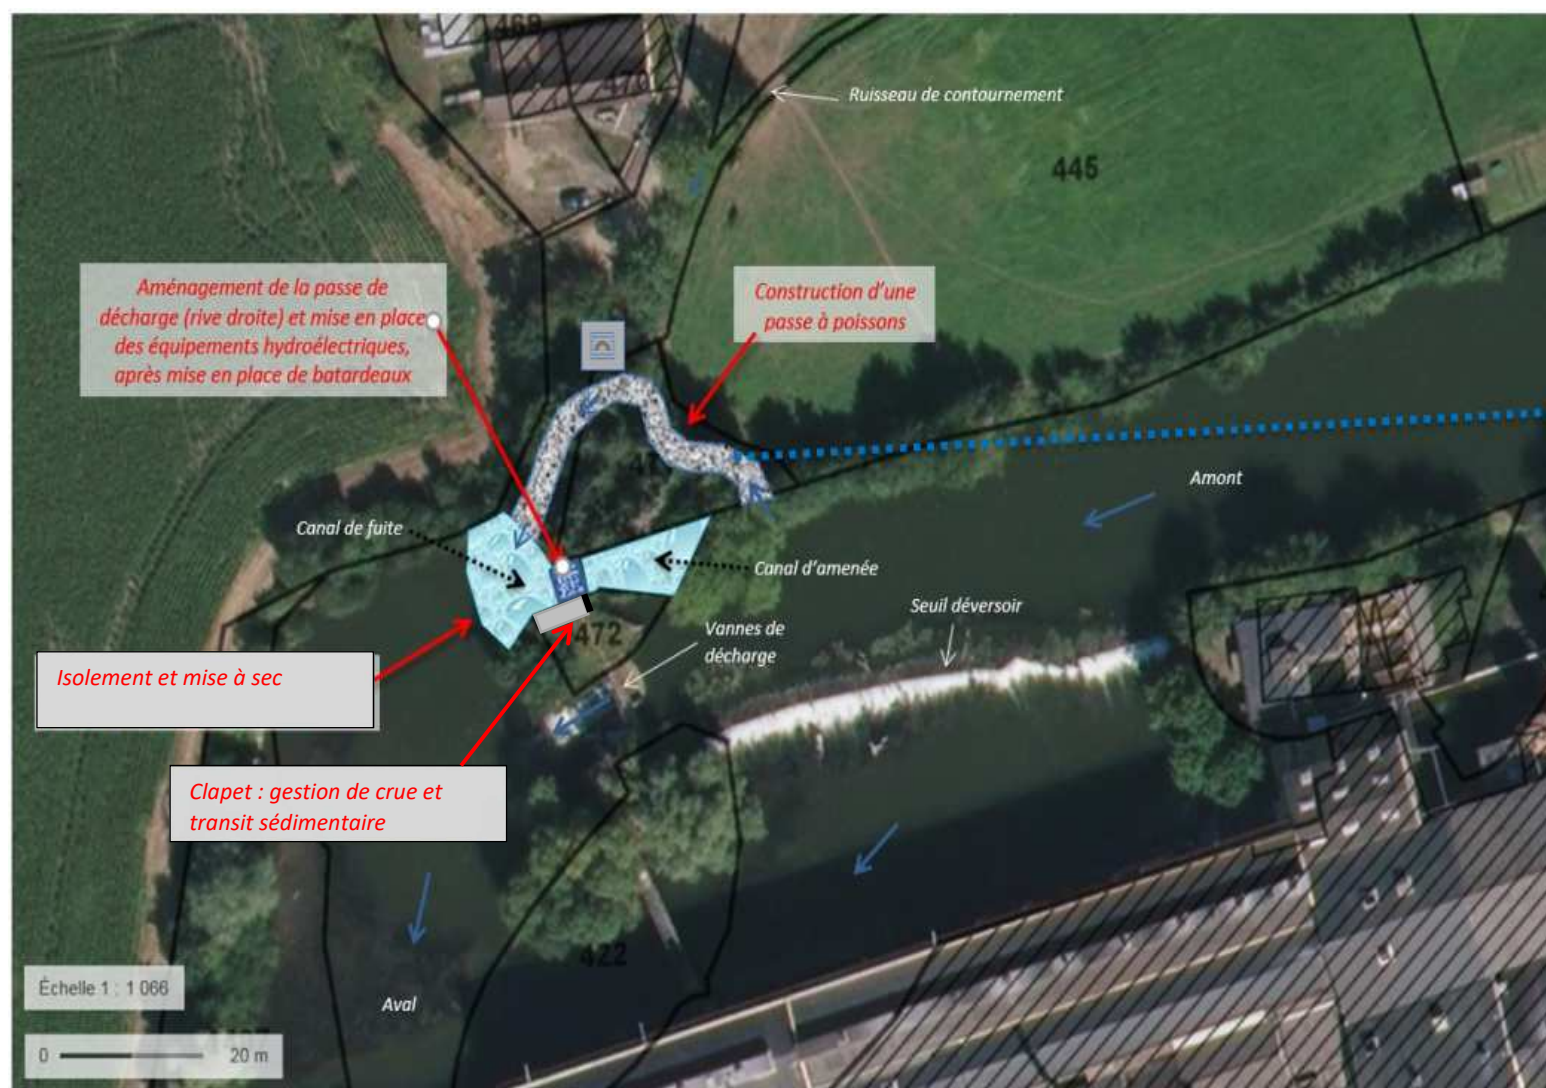 468
470
Ruisseau de contournement
445
Aménagement de la passe de
décharge (rive droite) et mise en place
des équipements hydroélectriques,
après mise en place de batardeaux
Construction d'une
passe à poissons
Amont
Canal de fuite
Canal d'amenée
Seuil déversoir
472
Vannes de
décharge
Isolement et mise à sec
Clapet : gestion de crue et
transit sédimentaire
422
Échelle 1 : 1 066
Aval
0 20 m